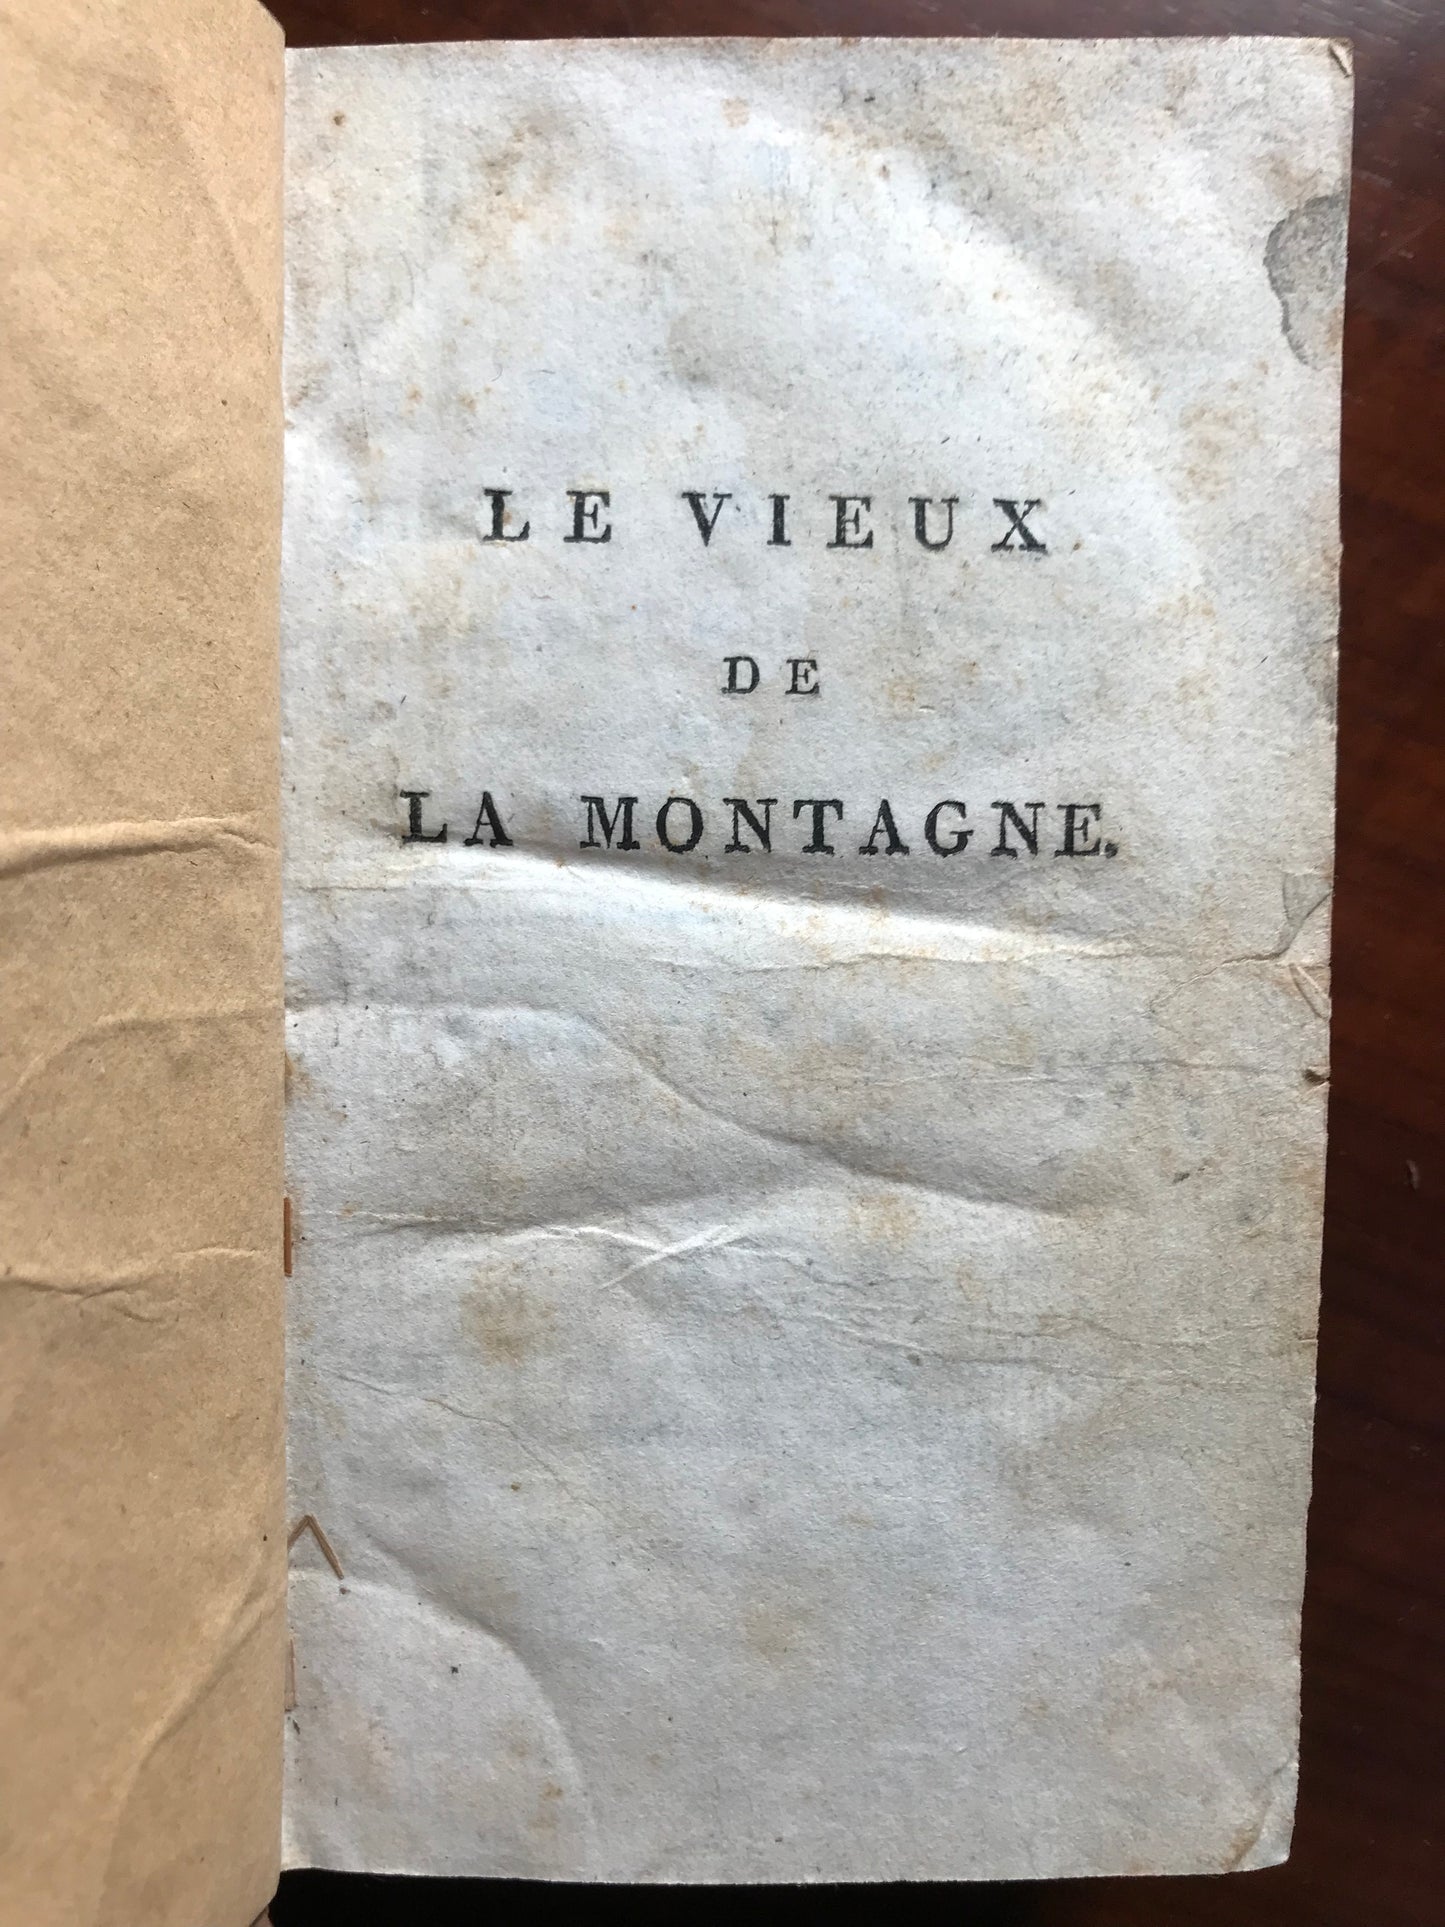 LE VIEUX
DE
LA MONTAGNE,